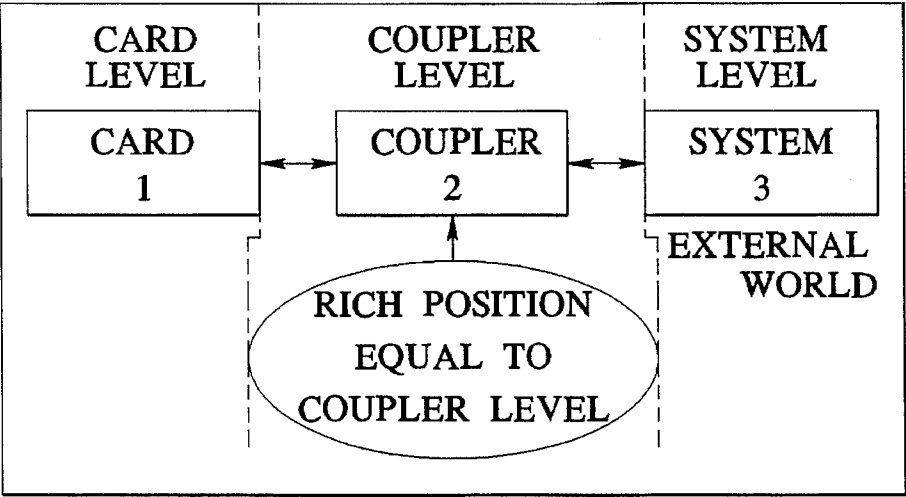 CARD
LEVEL
COUPLER
LEVEL
SYSTEM
LEVEL
CARD
1
COUPLER
2
SYSTEM
3
EXTERNAL
WORLD
RICH POSITION
EQUAL TO
COUPLER LEVEL